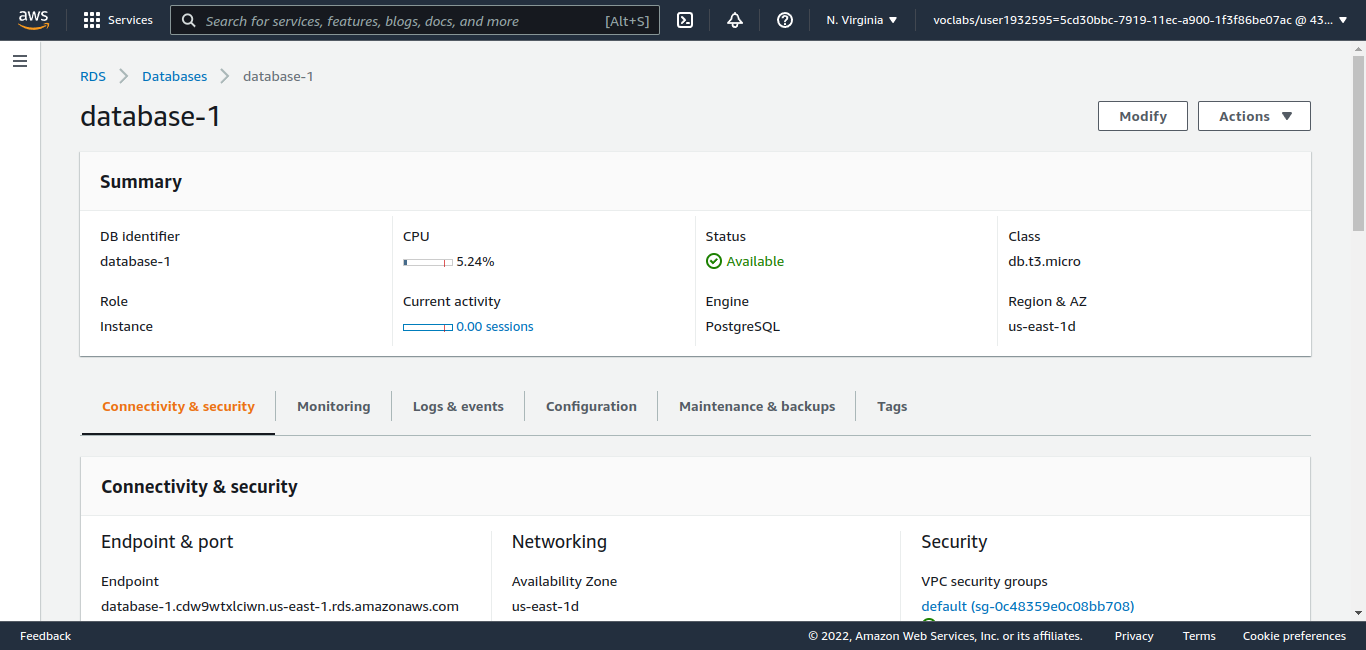 aws Services Search for services, features, blogs, docs, and more [Alt+S] N. Virginia voclabs/user1932595=5cd30bbc-7919-11ec-a900-1f3f86be07ac @ 43...
RDS Databases database-1
database-1 Modify Actions
Summary
DB identifier CPU Status Class
database-1 5.24% Available db.t3.micro
Role Current activity Engine Region & AZ
Instance 0.00 sessions PostgreSQL us-east-1d
Connectivity & security Monitoring Logs & events Configuration Maintenance & backups Tags
Connectivity & security
Endpoint & port Networking Security
Endpoint Availability Zone VPC security groups
database-1.cdw9wtxlciwn.us-east-1.rds.amazonaws.com us-east-1d default (sg-0c48359e0c08bb708)
Feedback © 2022, Amazon Web Services, Inc. or its affiliates. Privacy Terms Cookie preferences